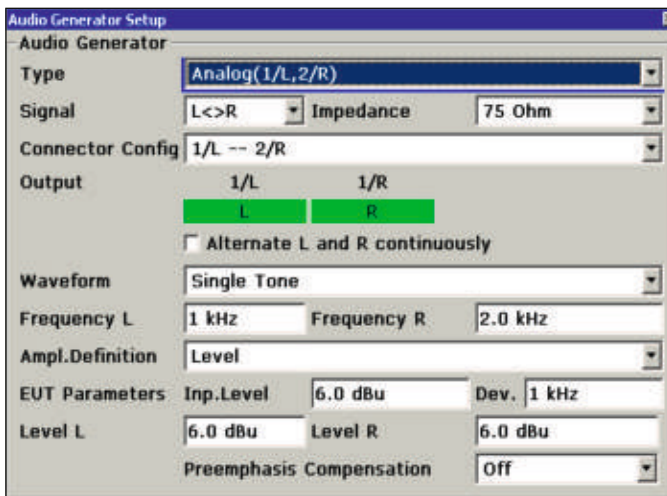 Audio Generator Setup
Audio Generator
Type Analog(1/L,2/R)
Signal L<>R Impedance 75 Ohm
Connector Config 1/L -- 2/R
Output 1/L 1/R
L R
Alternate L and R continuously
Waveform Single Tone
Frequency L 1 kHz Frequency R 2.0 kHz
Ampl.Definition Level
EUT Parameters Inp.Level 6.0 dBu Dev. 1 kHz
Level L 6.0 dBu Level R 6.0 dBu
Preemphasis Compensation Off